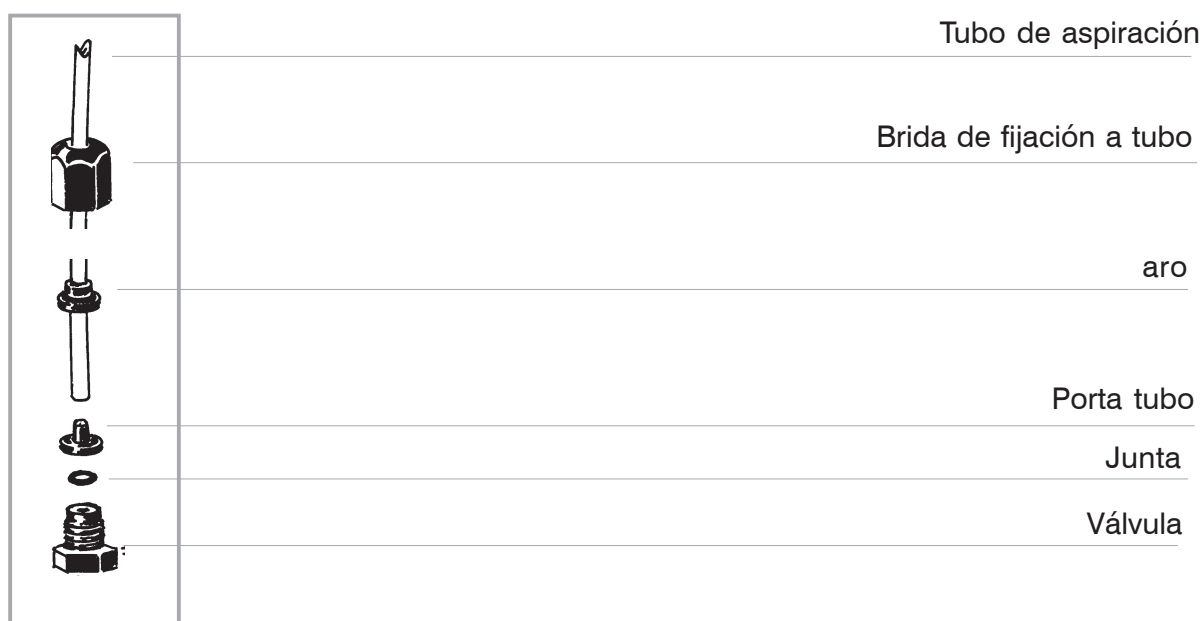 Tubo de aspiración
Brida de fijación a tubo
aro
Porta tubo
Junta
Válvula